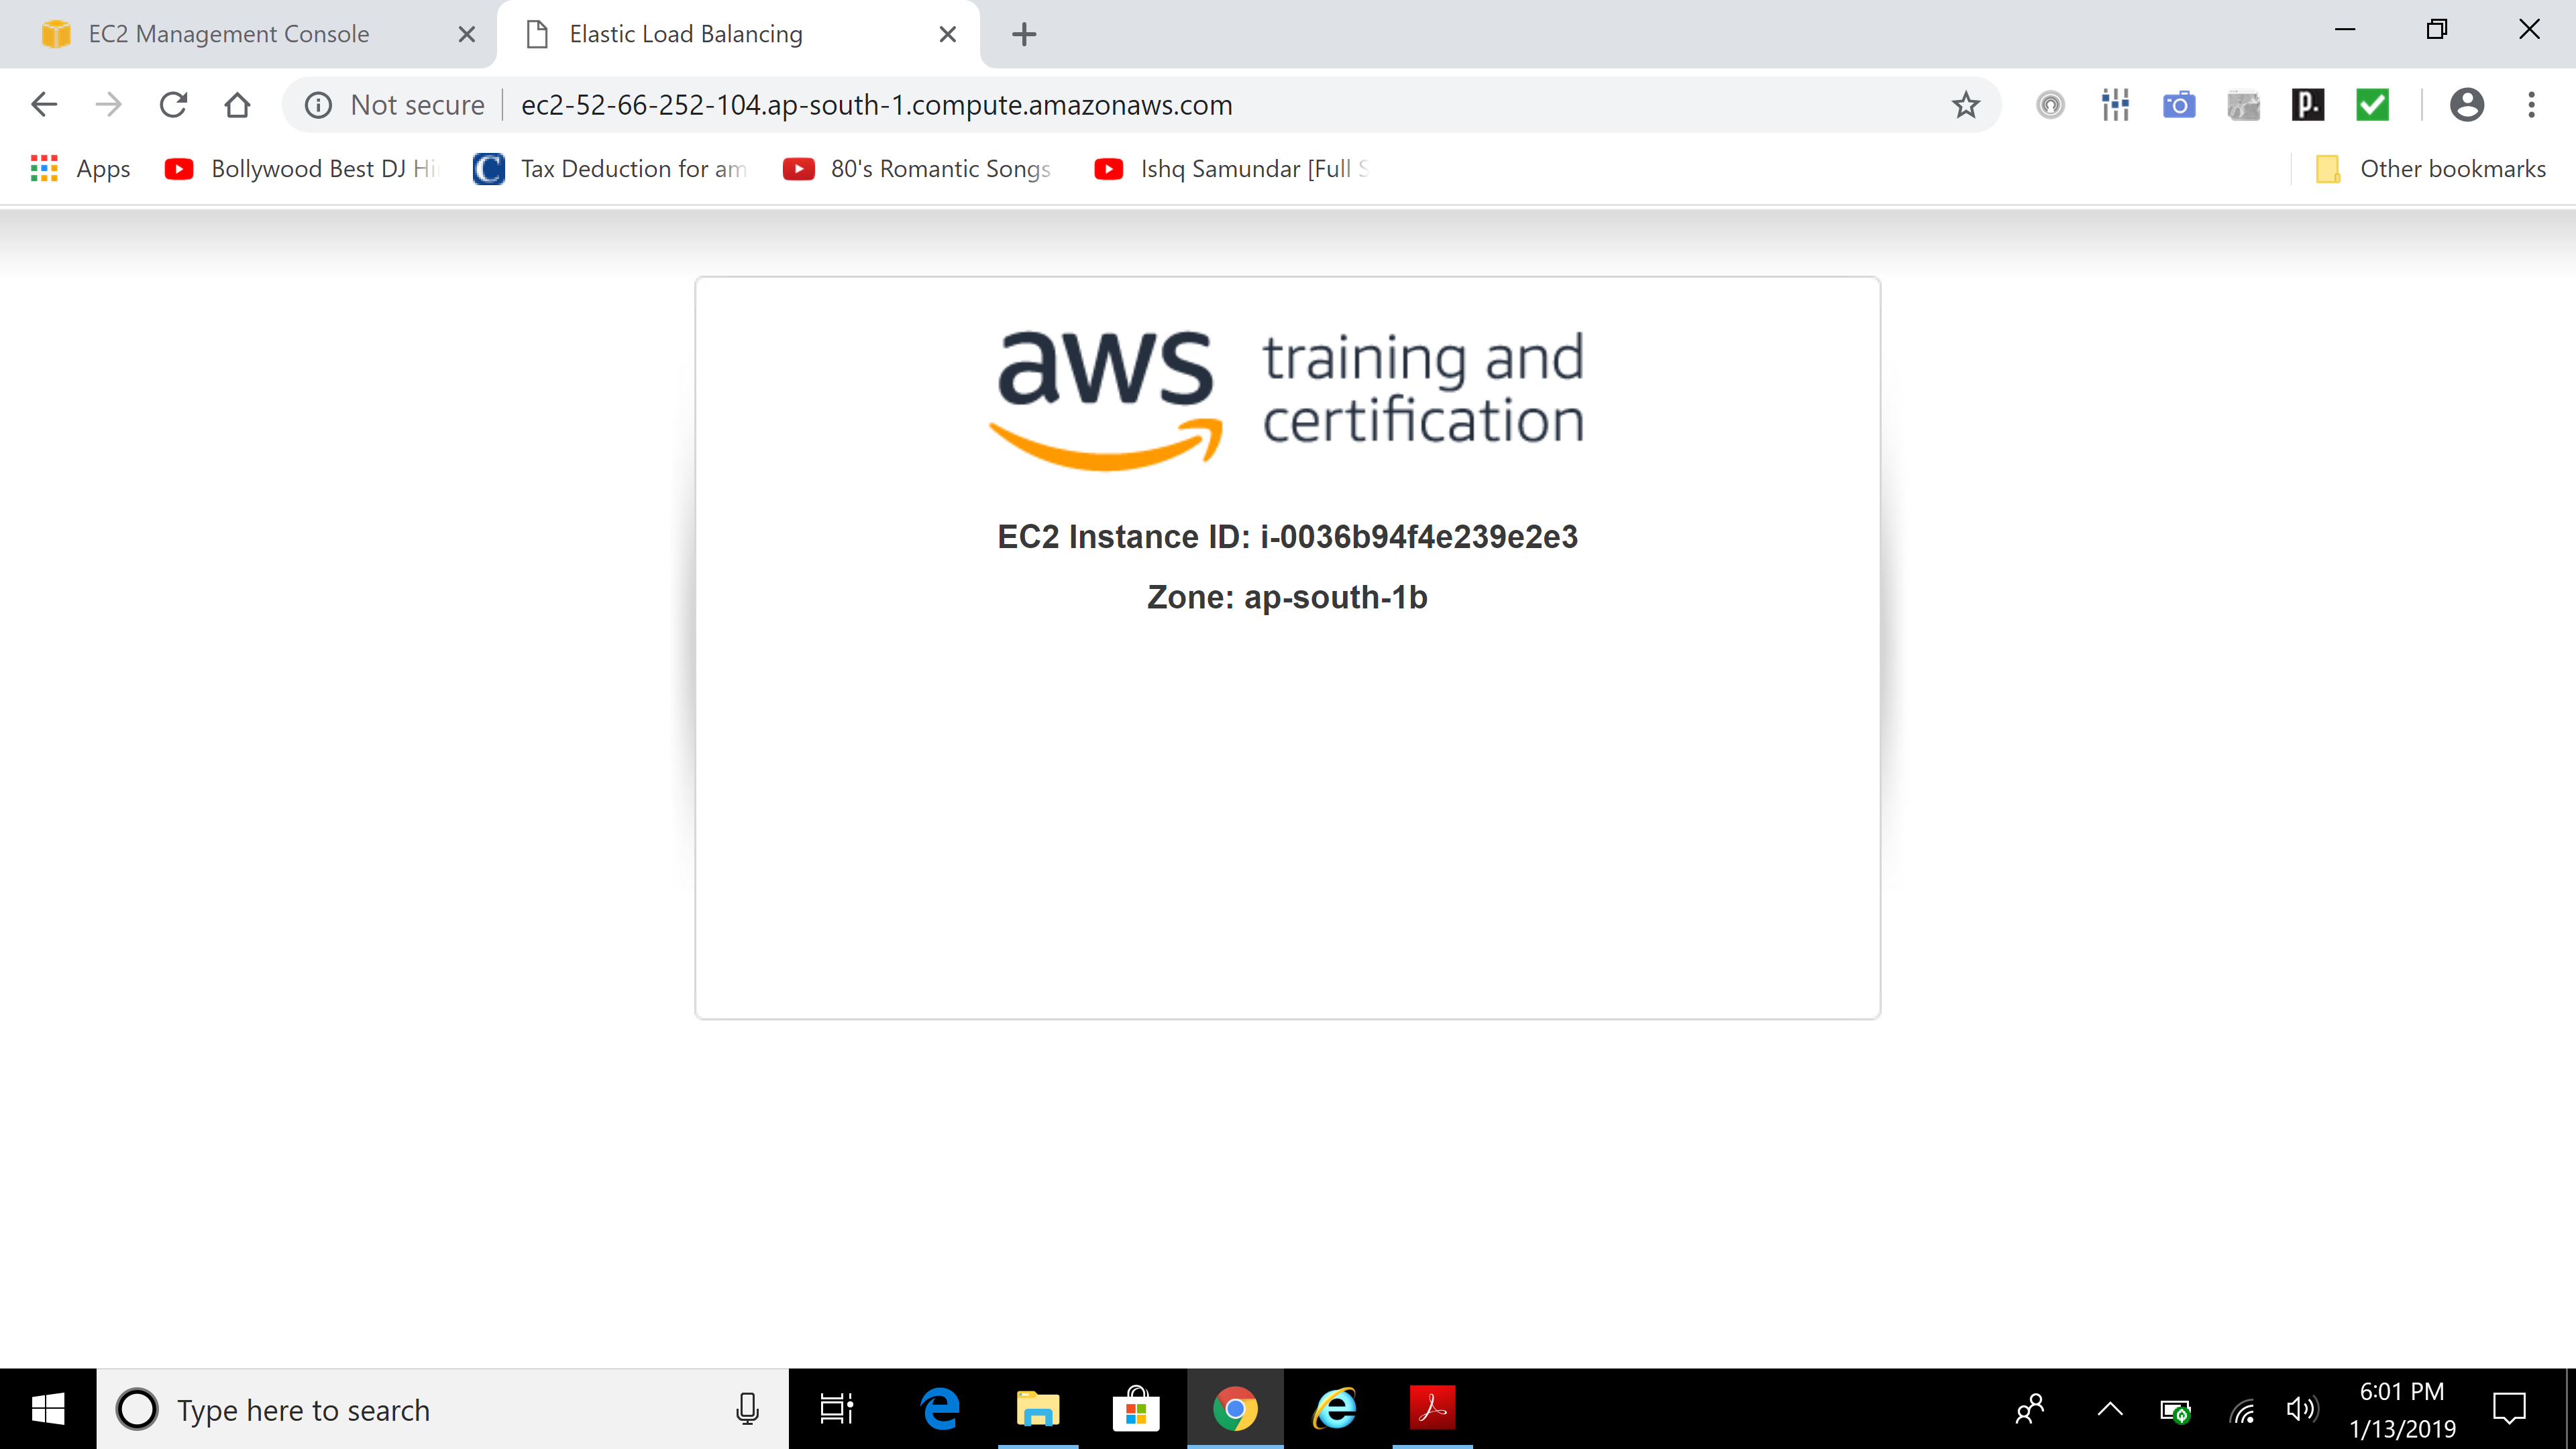 EC2 Management Console
Elastic Load Balancing
Not secure
ec2-52-66-252-104.ap-south-1.compute.amazonaws.com
p.
Apps
Bollywood Best DJ Hi
Tax Deduction for am
80's Romantic Songs
Ishq Samundar [Full S
Other bookmarks
aws training and
certification
EC2 Instance ID: i-0036b94f4e239e2e3
Zone: ap-south-1b
Type here to search
6:01 PM
1/13/2019